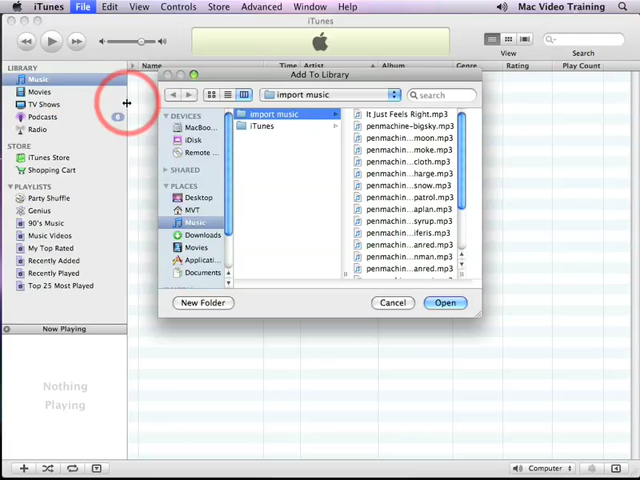 iTunes File Edit View Controls Store Advanced Window Help Mac Video Training
iTunes
View Search
LIBRARY
Music
Movies
TV Shows
Podcasts 6
Radio
STORE
iTunes Store
Shopping Cart
PLAYLISTS
Party Shuffle
Genius
90's Music
Music Videos
My Top Rated
Recently Added
Recently Played
Top 25 Most Played
Now Playing
Nothing
Playing
Name Time Artist Album Genre Rating Play Count
Add To Library
import music
search
DEVICES
MacBoo...
iDisk
Remote ...
SHARED
PLACES
Desktop
MVT
Music
Downloads
Movies
Applicati...
Documents
import music
iTunes
It Just Feels Right.mp3
penmachine-bigsky.mp3
penmachin...moon.mp3
penmachin...moke.mp3
penmachin...cloth.mp3
penmachin...harge.mp3
penmachin...snow.mp3
penmachin...patrol.mp3
penmachin...aplan.mp3
penmachin...syrup.mp3
penmachin...iferis.mp3
penmachin...anred.mp3
penmachin...nman.mp3
penmachin...anred.mp3
New Folder Cancel Open
Computer